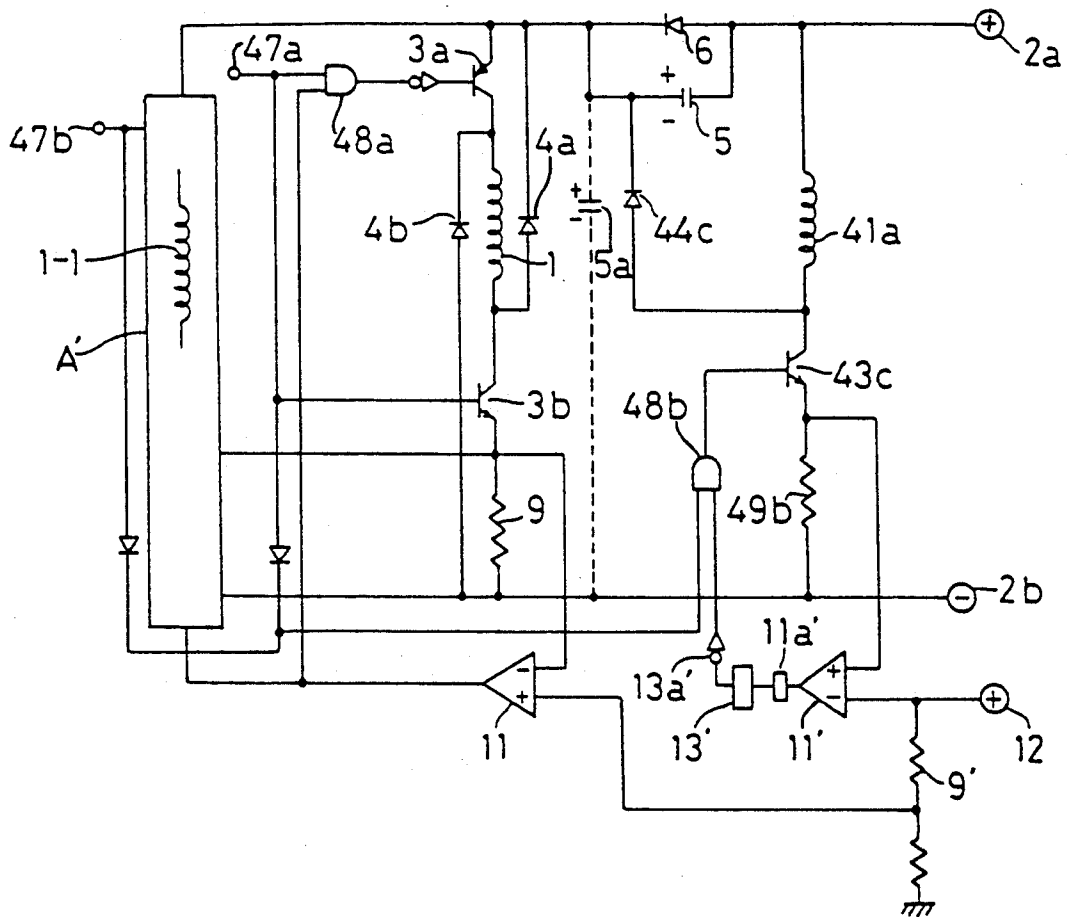 47a
3a
6
2a
+
47b
48a
+
-
5
4a
4b
+
-
5a
44c
41a
1-1
1
A'
3b
48b
43c
9
49b
2b
-
11a'
-
+
11
13a'
13'
+
-
11'
+
12
9'